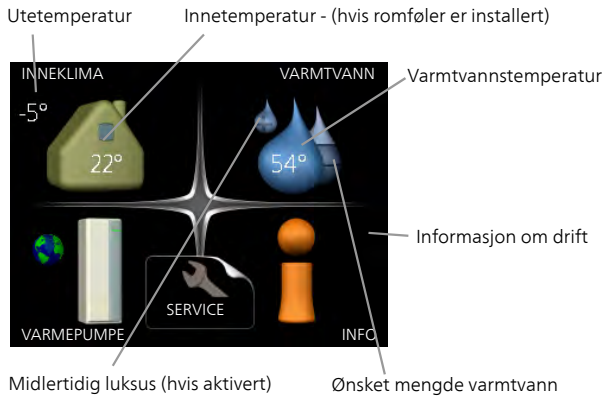 Utetemperatur
Innetemperatur - (hvis romføler er installert)
INNEKLIMA
VARMTVANN
Varmtvannstemperatur
-5°
22°
54°
Informasjon om drift
SERVICE
VARMEPUMPE
INFO
Midlertidig luksus (hvis aktivert)
Ønsket mengde varmtvann